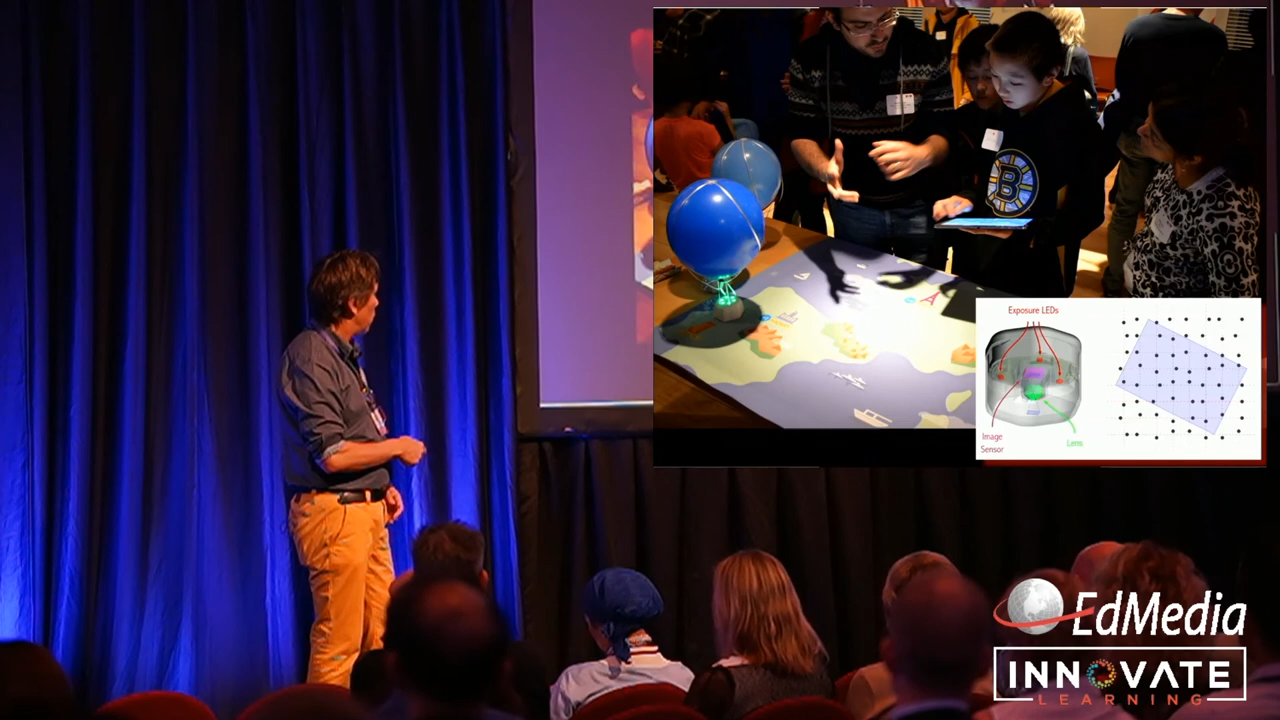 B
Exposure LEDs
Image
Sensor
Lens
EdMedia
INNOVATE
LEARNING